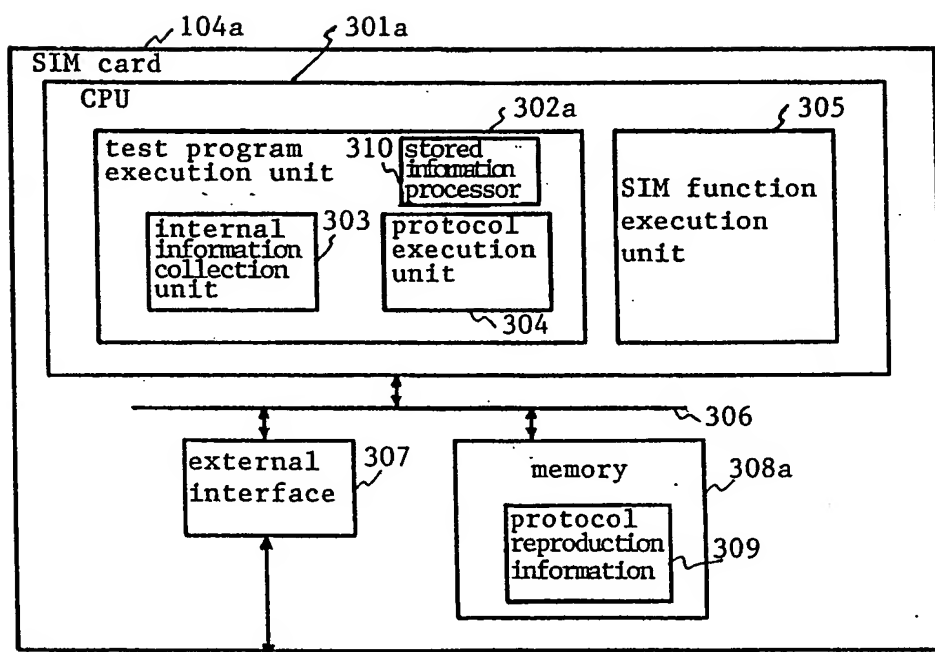 104a
301a
SIM card
CPU
302a
305
test program
execution unit
310
stored
information
processor
SIM function
execution
unit
internal
information
collection
unit
303
protocol
execution
unit
304
306
external
interface
307
memory
308a
protocol
reproduction
information
309